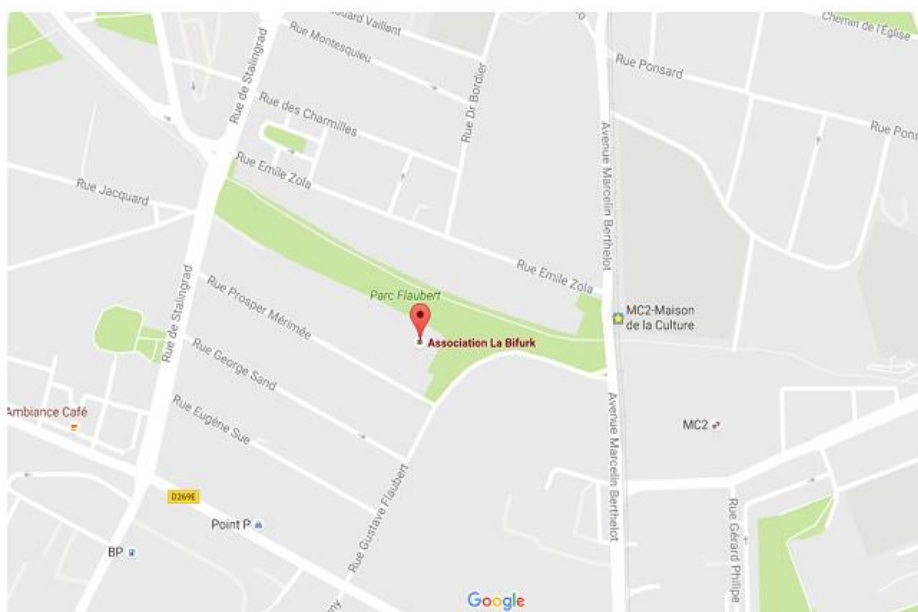 ouard Vaillant
Rue Montesquieu
Rue de Stalingrad
Rue Dr Bordier
Chemin de l'Église
Rue Ponsard
Rue Pons
Rue des Charmilles
Avenue Marcelin Berthelot
Rue Emile Zola
Rue Jacquard
Rue Emile Zola
Parc Flaubert
Rue Prosper Mérimée
MC2-Maison
de la Culture
Association La Bifurk
Rue de Stalingrad
Rue George Sand
Ambiance Café
Rue Eugène Sue
Avenue Marcelin Berthelot
MC2
D269E
Point P
Rue Gustave Flaubert
Rue Gérard Philipe
BP
Google